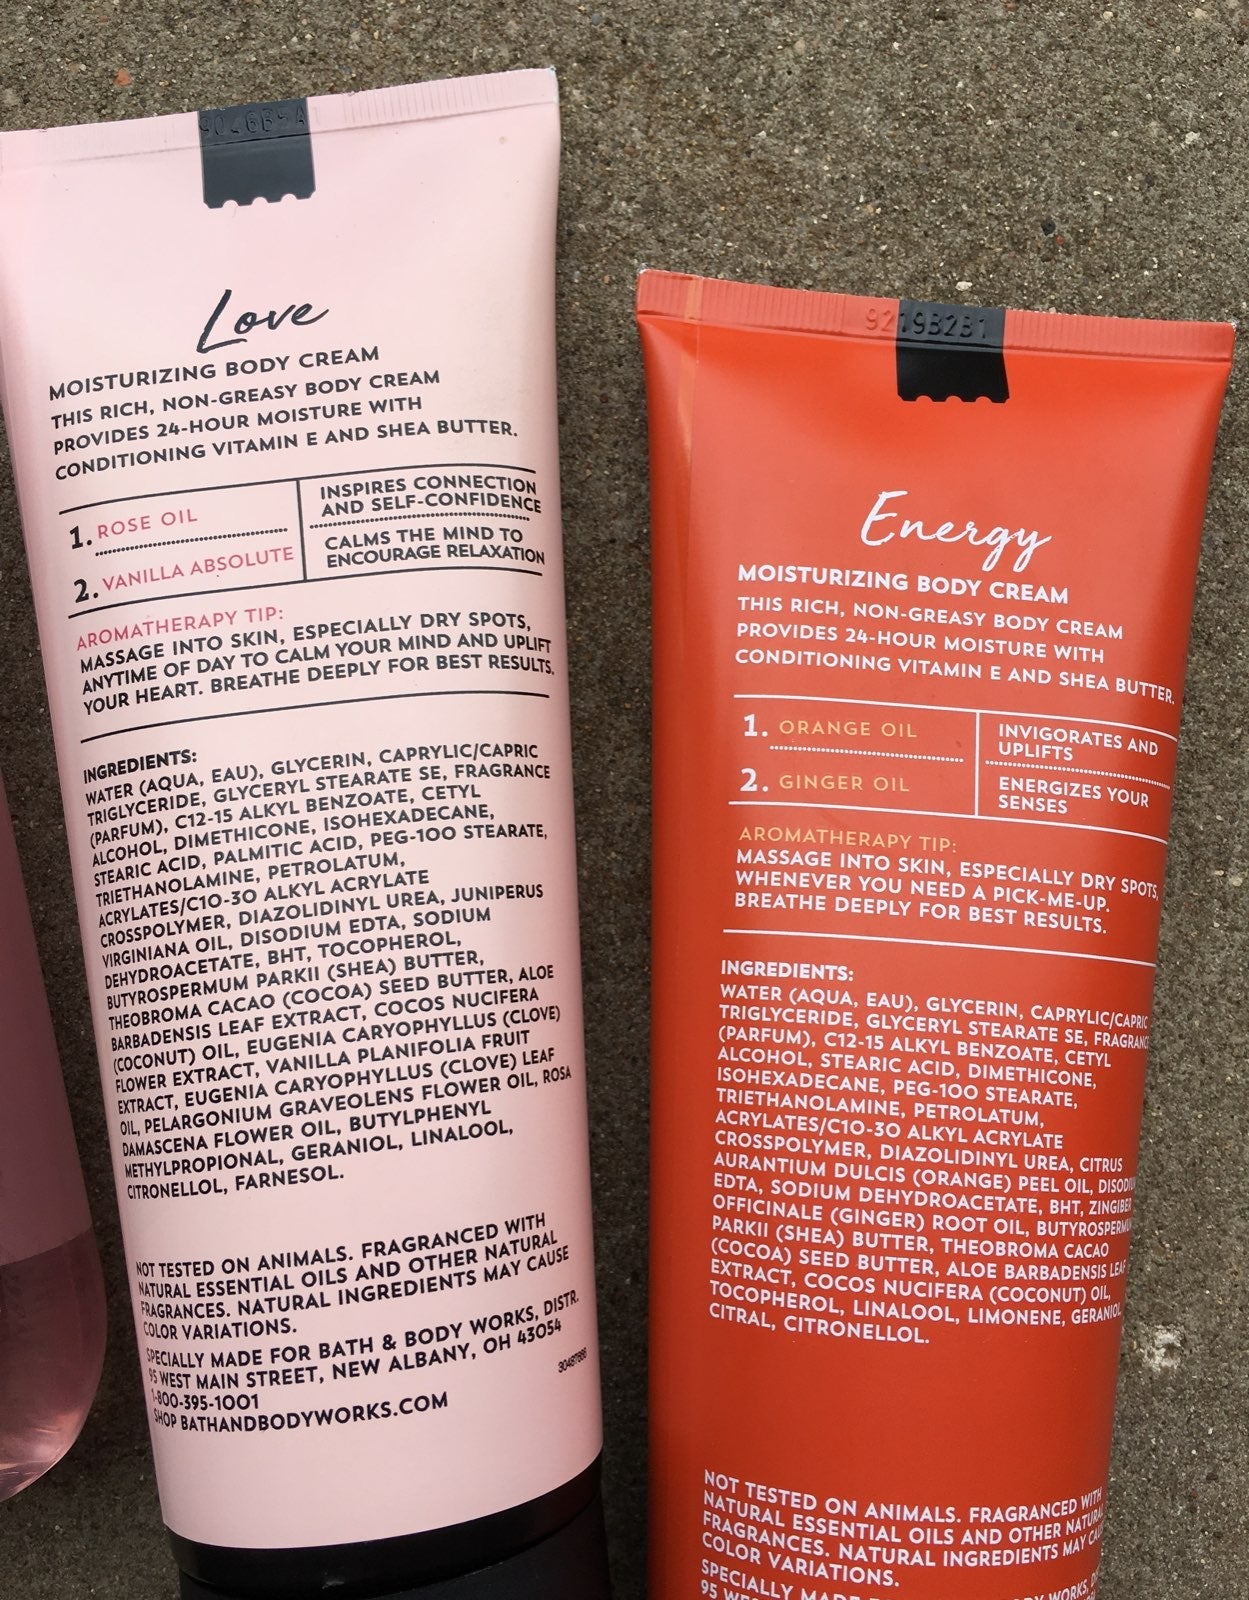 Love
MOISTURIZING BODY CREAM
THIS RICH, NON-GREASY BODY CREAM
PROVIDES 24-HOUR MOISTURE WITH
CONDITIONING VITAMIN E AND SHEA BUTTER.
1. ROSE OIL
INSPIRES CONNECTION
AND SELF-CONFIDENCE
2. VANILLA ABSOLUTE
CALMS THE MIND TO
ENCOURAGE RELAXATION
AROMATHERAPY TIP:
MASSAGE INTO SKIN, ESPECIALLY DRY SPOTS,
ANYTIME OF DAY TO CALM YOUR MIND AND UPLIFT
YOUR HEART. BREATHE DEEPLY FOR BEST RESULTS.
INGREDIENTS:
WATER (AQUA, EAU), GLYCERIN, CAPRYLIC/CAPRIC
TRIGLYCERIDE, GLYCERYL STEARATE SE, FRAGRANCE
(PARFUM), C12-15 ALKYL BENZOATE, CETYL
ALCOHOL, DIMETHICONE, ISOHEXADECANE,
STEARIC ACID, PALMITIC ACID, PEG-100 STEARATE,
TRIETHANOLAMINE, PETROLATUM,
ACRYLATES/C10-30 ALKYL ACRYLATE
CROSSPOLYMER, DIAZOLIDINYL UREA, JUNIPERUS
VIRGINIANA OIL, DISODIUM EDTA, SODIUM
DEHYDROACETATE, BHT, TOCOPHEROL,
BUTYROSPERMUM PARKII (SHEA) BUTTER,
THEOBROMA CACAO (COCOA) SEED BUTTER, ALOE
BARBADENSIS LEAF EXTRACT, COCOS NUCIFERA
(COCONUT) OIL, EUGENIA CARYOPHYLLUS (CLOVE)
FLOWER EXTRACT, VANILLA PLANIFOLIA FRUIT
EXTRACT, EUGENIA CARYOPHYLLUS (CLOVE) LEAF
OIL, PELARGONIUM GRAVEOLENS FLOWER OIL, ROSA
DAMASCENA FLOWER OIL, BUTYLPHENYL
METHYLPROPIONAL, GERANIOL, LINALOOL,
CITRONELLOL, FARNESOL.
NOT TESTED ON ANIMALS. FRAGRANCED WITH
NATURAL ESSENTIAL OILS AND OTHER NATURAL
FRAGRANCES. NATURAL INGREDIENTS MAY CAUSE
COLOR VARIATIONS.
SPECIALLY MADE FOR BATH & BODY WORKS, DISTR.
95 WEST MAIN STREET, NEW ALBANY, OH 43054
1-800-395-1001
SHOP BATHANDBODYWORKS.COM
9219B2B1
Energy
MOISTURIZING BODY CREAM
THIS RICH, NON-GREASY BODY CREAM
PROVIDES 24-HOUR MOISTURE WITH
CONDITIONING VITAMIN E AND SHEA BUTTER.
1. ORANGE OIL
INVIGORATES AND
UPLIFTS
2. GINGER OIL
ENERGIZES YOUR
SENSES
AROMATHERAPY TIP:
MASSAGE INTO SKIN, ESPECIALLY DRY SPOTS,
WHENEVER YOU NEED A PICK-ME-UP.
BREATHE DEEPLY FOR BEST RESULTS.
INGREDIENTS:
WATER (AQUA, EAU), GLYCERIN, CAPRYLIC/CAPRIC
TRIGLYCERIDE, GLYCERYL STEARATE SE, FRAGRANC
(PARFUM), C12-15 ALKYL BENZOATE, CETYL
ALCOHOL, STEARIC ACID, DIMETHICONE,
ISOHEXADECANE, PEG-100 STEARATE,
TRIETHANOLAMINE, PETROLATUM,
ACRYLATES/C10-30 ALKYL ACRYLATE
CROSSPOLYMER, DIAZOLIDINYL UREA, CITRUS
AURANTIUM DULCIS (ORANGE) PEEL OIL, DISODIU
EDTA, SODIUM DEHYDROACETATE, BHT, ZINGIBER
OFFICINALE (GINGER) ROOT OIL, BUTYROSPERMU
PARKII (SHEA) BUTTER, THEOBROMA CACAO
(COCOA) SEED BUTTER, ALOE BARBADENSIS LEAF
EXTRACT, COCOS NUCIFERA (COCONUT) OIL,
TOCOPHEROL, LINALOOL, LIMONENE, GERANIOL
CITRAL, CITRONELLOL.
NOT TESTED ON ANIMALS. FRAGRANCED WITH
NATURAL ESSENTIAL OILS AND OTHER NATURA
FRAGRANCES. NATURAL INGREDIENTS MAY CA
COLOR VARIATIONS.
SPECIALLY MADE DY WORKS,
95 WES